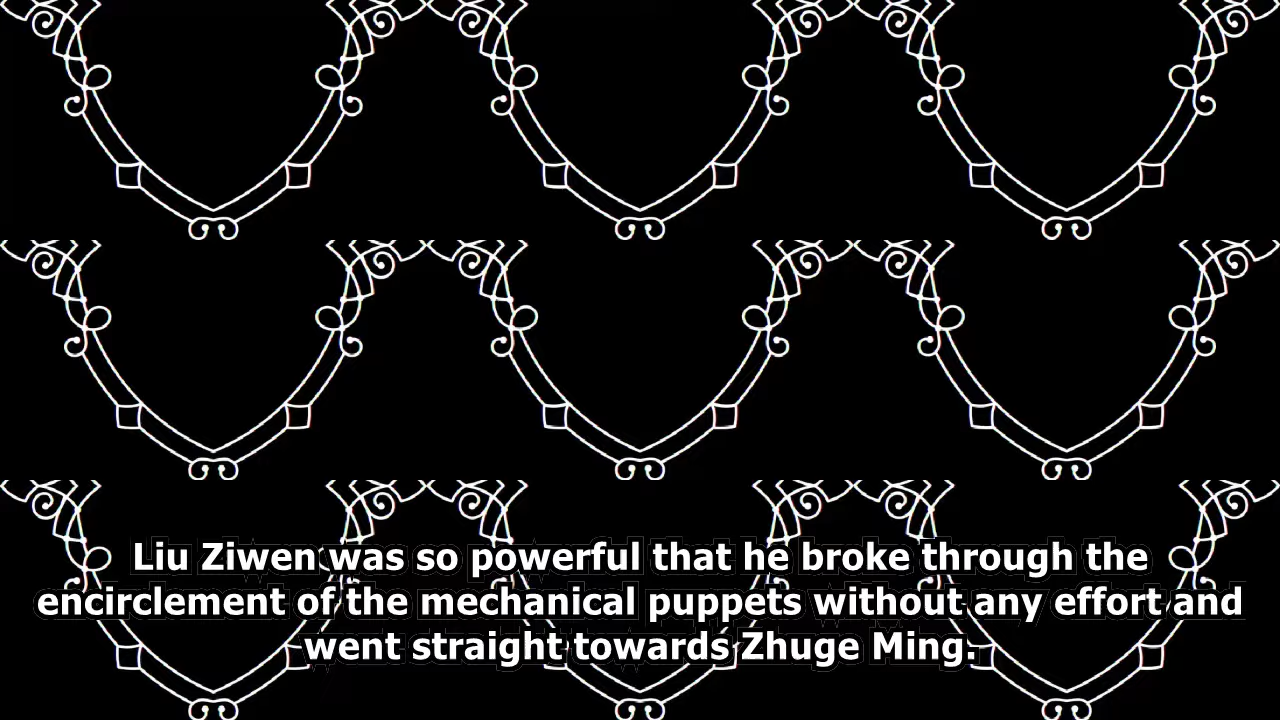 Liu Ziwen was so powerful that he broke through the
encirclement of the mechanical puppets without any effort and
went straight towards Zhuge Ming.